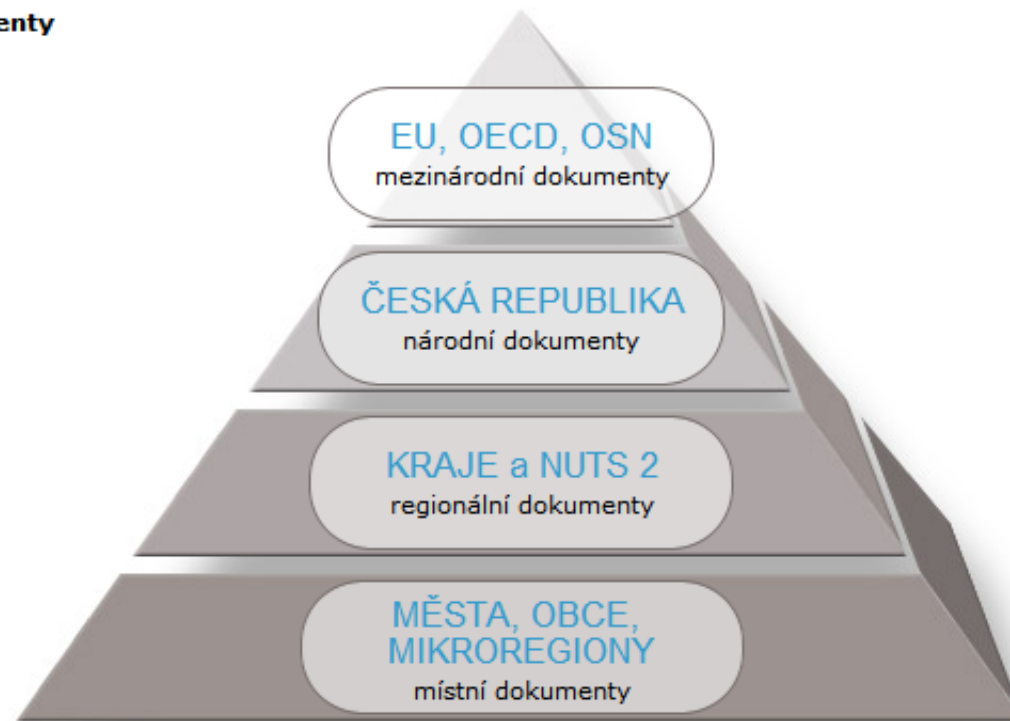 EU, OECD, OSN
mezinárodní dokumenty
ČESKÁ REPUBLIKA
národní dokumenty
KRAJE a NUTS 2
regionální dokumenty
MĚSTA, OBCE,
MIKROREGIONY
místní dokumenty